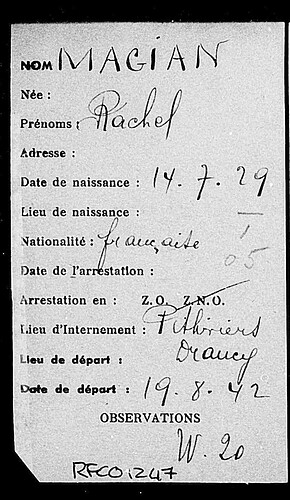 NOM MAGIAN
Née :
Prénoms : Rachel
Adresse :
Date de naissance : 14. 7. 29
Lieu de naissance : —
Nationalité : française
05
Date de l'arrestation :
Arrestation en : Z.O. Z.N.O.
Lieu d'Internement : Pithiviers
Drancy
Lieu de départ :
Date de départ : 19. 8. 42
OBSERVATIONS
W. 20